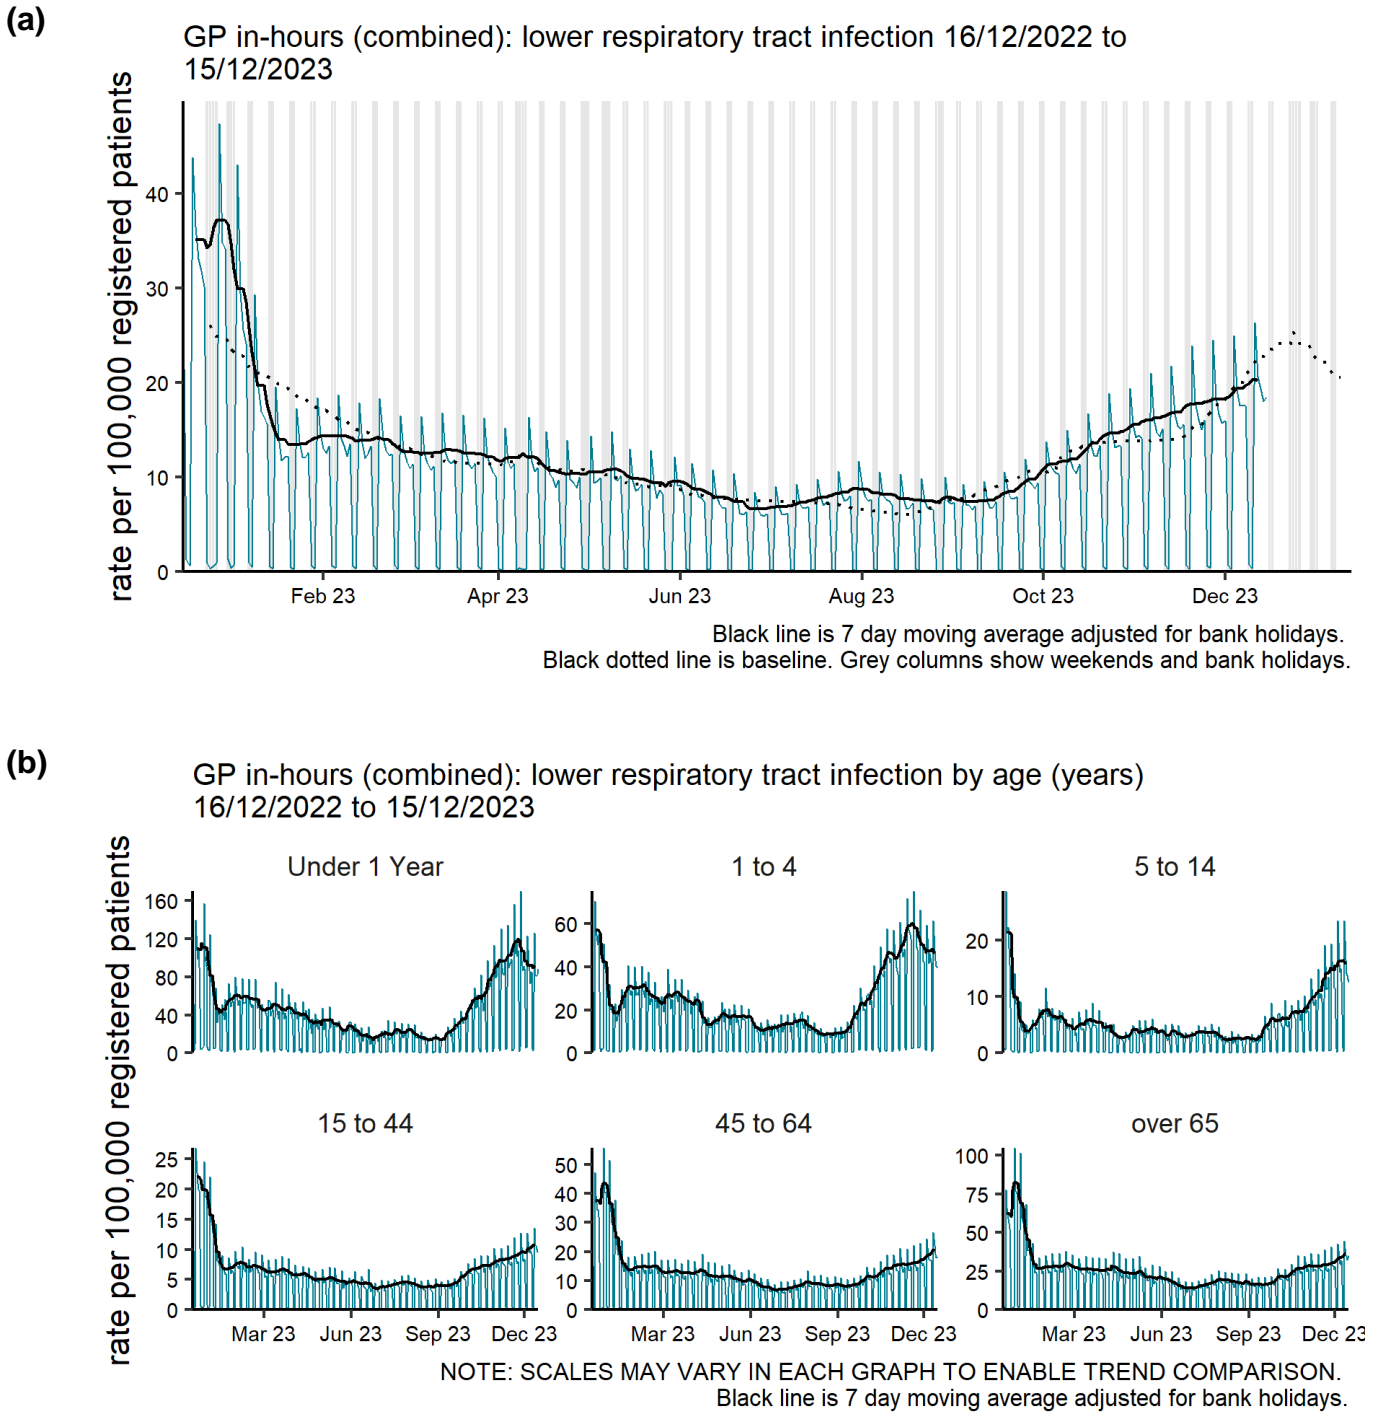 (a)
GP in-hours (combined): lower respiratory tract infection 16/12/2022 to
15/12/2023
rate per 100,000 registered patients
40
30
20
10
0
Feb 23
Apr 23
Jun 23
Aug 23
Oct 23
Dec 23
Black line is 7 day moving average adjusted for bank holidays.
Black dotted line is baseline. Grey columns show weekends and bank holidays.
(b)
GP in-hours (combined): lower respiratory tract infection by age (years)
16/12/2022 to 15/12/2023
rate per 100,000 registered patients
Under 1 Year
160
120
80
40
0
1 to 4
60
40
20
0
5 to 14
20
10
0
15 to 44
25
20
15
10
5
0
Mar 23
Jun 23
Sep 23
Dec 23
45 to 64
50
40
30
20
10
0
Mar 23
Jun 23
Sep 23
Dec 23
over 65
100
75
50
25
0
Mar 23
Jun 23
Sep 23
Dec 23
NOTE: SCALES MAY VARY IN EACH GRAPH TO ENABLE TREND COMPARISON.
Black line is 7 day moving average adjusted for bank holidays.